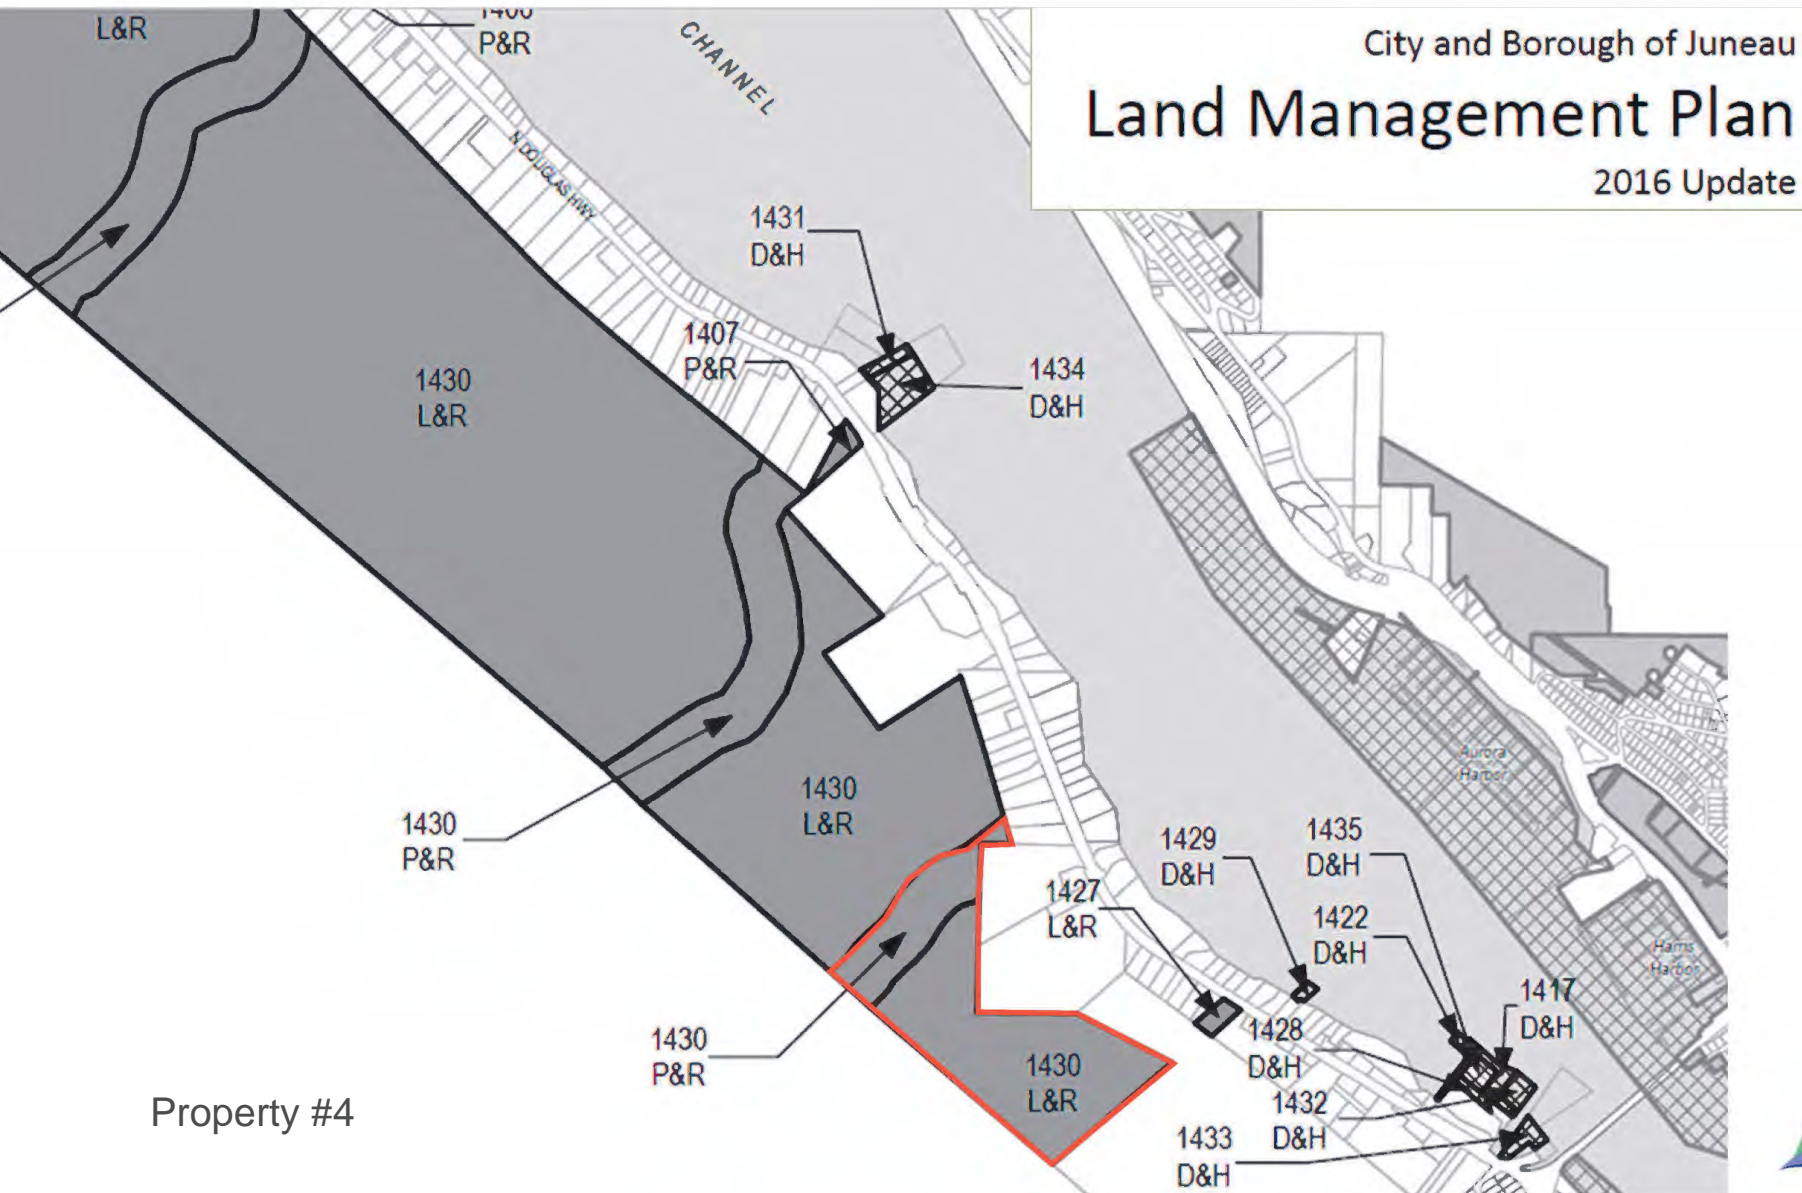 L&R
P&R
CHANNEL
City and Borough of Juneau
Land Management Plan
2016 Update
N DOUGLAS HWY
1431
D&H
1407
P&R
1434
D&H
1430
L&R
1430
L&R
1430
P&R
1429
D&H
1435
D&H
1427
L&R
1422
D&H
Aurora
Harbor
Harris
Harbor
1417
D&H
1428
D&H
1430
P&R
1430
L&R
1432
D&H
1433
D&H
Property #4